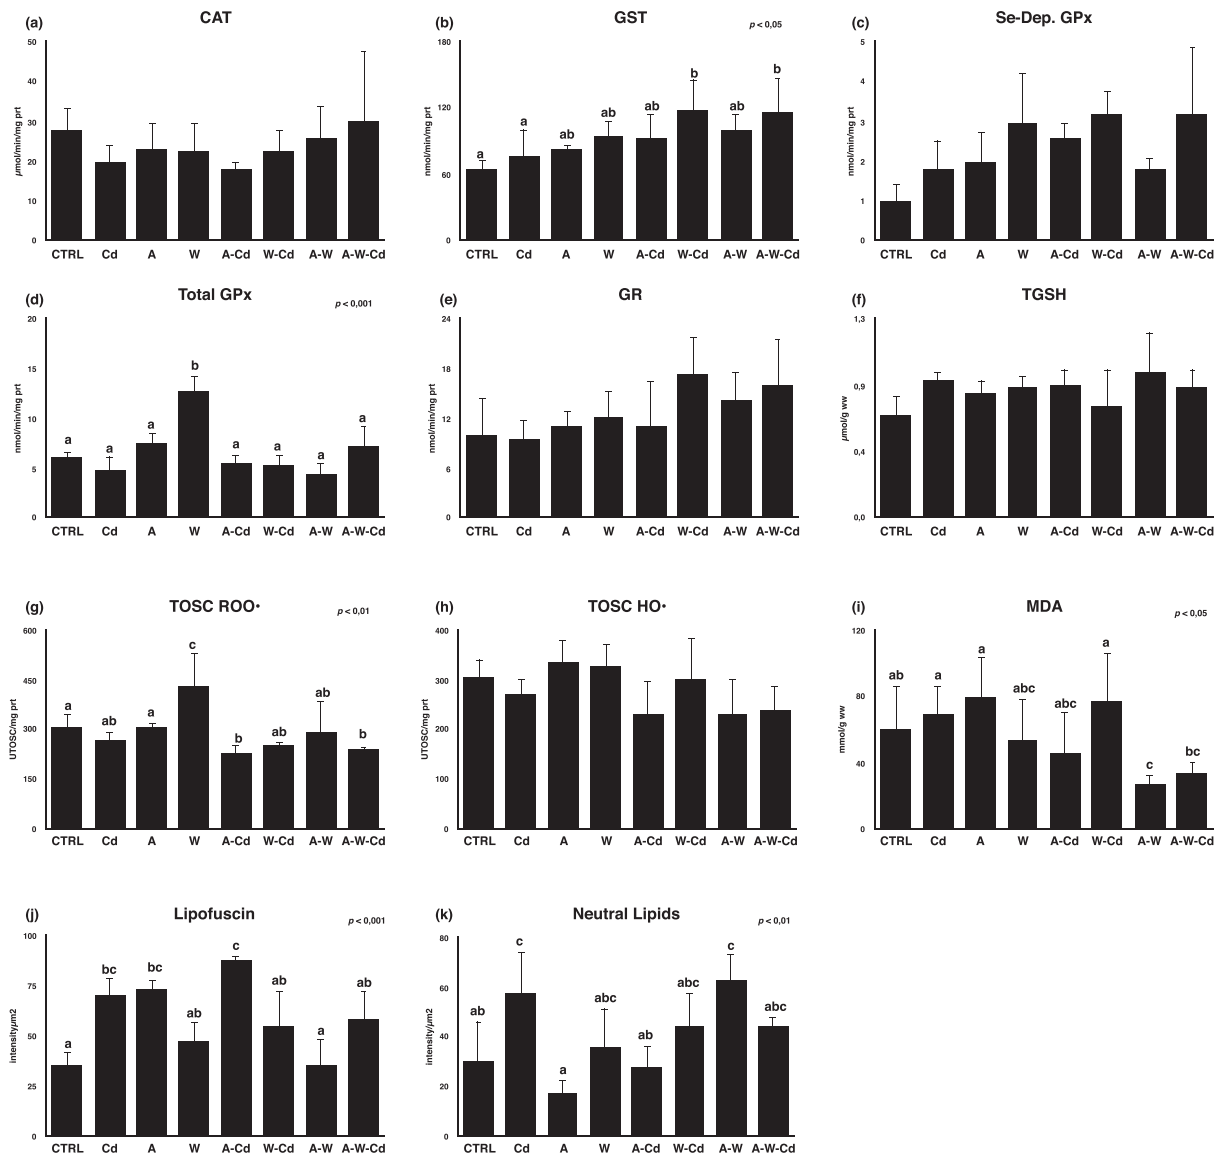 (a) CAT
50
40
30
20
10
0
µmol/min/mg prt
CTRL Cd A W A-Cd W-Cd A-W A-W-Cd
(b) GST p < 0,05
180
120
60
0
nmol/min/mg prt
a a ab ab ab b ab b
CTRL Cd A W A-Cd W-Cd A-W A-W-Cd
(c) Se-Dep. GPx
5
4
3
2
1
0
nmol/min/mg prt
CTRL Cd A W A-Cd W-Cd A-W A-W-Cd
(d) Total GPx p < 0,001
20
15
10
5
0
nmol/min/mg prt
a a a b a a a a
CTRL Cd A W A-Cd W-Cd A-W A-W-Cd
(e) GR
24
18
12
6
0
nmol/min/mg prt
CTRL Cd A W A-Cd W-Cd A-W A-W-Cd
(f) TGSH
1,3
0,9
0,4
0,0
µmol/g ww
CTRL Cd A W A-Cd W-Cd A-W A-W-Cd
(g) TOSC ROO• p < 0,01
600
450
300
150
0
UTOSC/mg prt
a ab a c b ab ab b
CTRL Cd A W A-Cd W-Cd A-W A-W-Cd
(h) TOSC HO•
400
300
200
100
0
UTOSC/mg prt
CTRL Cd A W A-Cd W-Cd A-W A-W-Cd
(i) MDA p < 0,05
120
80
40
0
mmol/g ww
ab a a abc abc a c bc
CTRL Cd A W A-Cd W-Cd A-W A-W-Cd
(j) Lipofuscin p < 0,001
100
75
50
25
0
intensityµm2
a bc bc ab c ab a ab
CTRL Cd A W A-Cd W-Cd A-W A-W-Cd
(k) Neutral Lipids p < 0,01
80
60
40
20
0
intensity/µm2
ab c a abc ab abc c abc
CTRL Cd A W A-Cd W-Cd A-W A-W-Cd